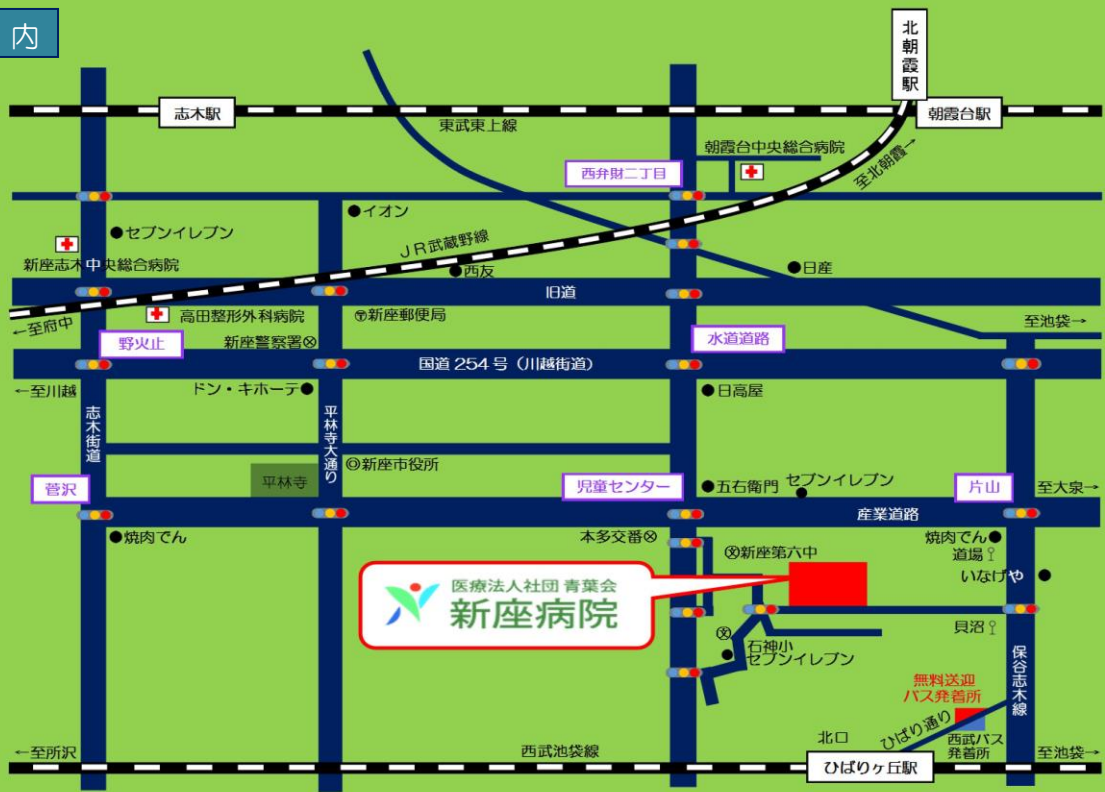 内
北朝霞駅
志木駅
朝霞台駅
東武東上線
朝霞台中央総合病院
西弁財二丁目
至北朝霞→
イオン
セブンイレブン
JR武蔵野線
新座志木中央総合病院
西友
日産
旧道
←至府中
高田整形外科病院
〶新座郵便局
至池袋→
野火止
新座警察署
水道道路
国道254号(川越街道)
←至川越
ドン・キホーテ
日高屋
志木街道
平林寺大通り
◎新座市役所
菅沢
平林寺
児童センター
五右衛門
セブンイレブン
片山
至大泉→
産業道路
焼肉でん
本多交番
文新座第六中
焼肉でん
道場
いなげや
医療法人社団 青葉会
新座病院
貝沼
文
石神小
セブンイレブン
保谷志木線
無料送迎
バス発着所
ひばり通り
北口
西武バス
発着所
←至所沢
西武池袋線
ひばりヶ丘駅
至池袋→